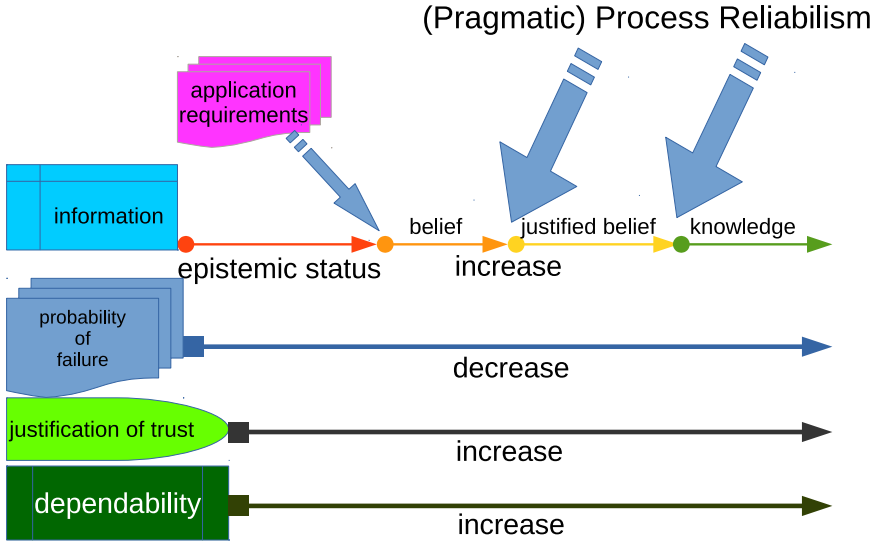 (Pragmatic) Process Reliabilism
application
requirements
information
belief
justified belief
knowledge
epistemic status
increase
probability
of
failure
decrease
justification of trust
increase
dependability
increase